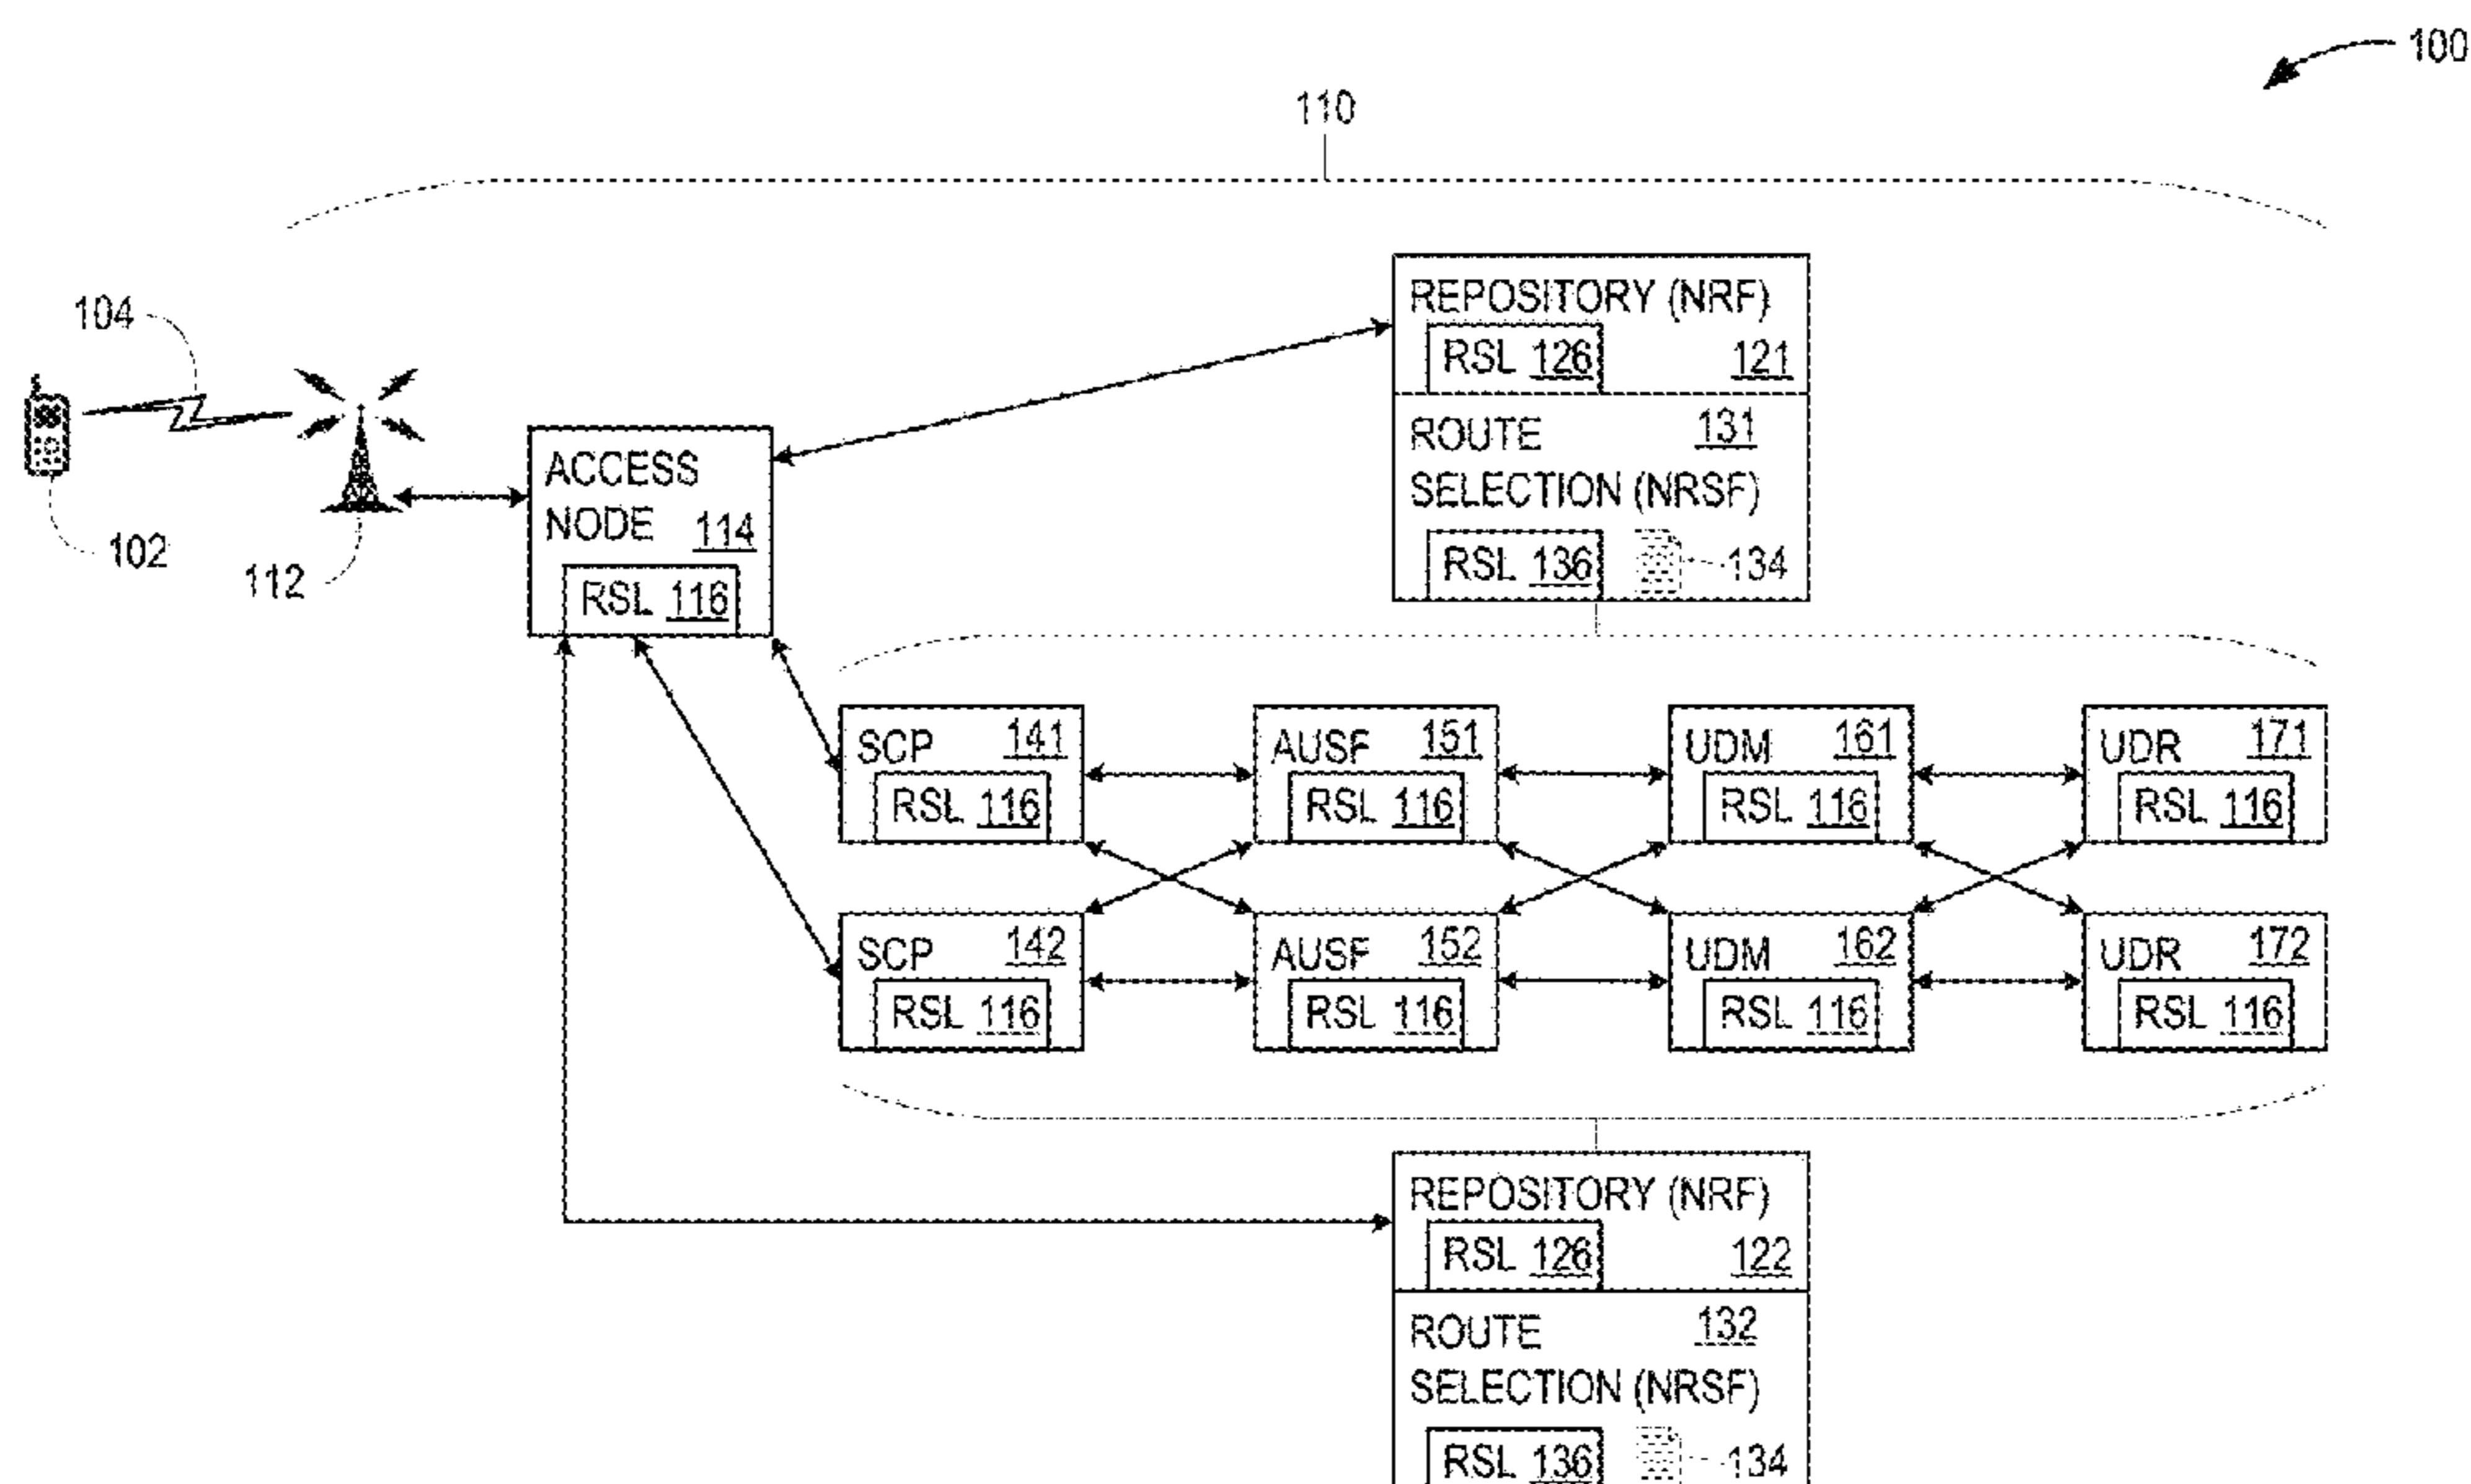 100
110
104
102
112
ACCESS
NODE 114
RSL 116
REPOSITORY (NRF)
RSL 126 121
ROUTE 131
SELECTION (NRSF)
RSL 136 134
SCP 141
RSL 116
AUSF 151
RSL 116
UDM 161
RSL 116
UDR 171
RSL 116
SCP 142
RSL 116
AUSF 152
RSL 116
UDM 162
RSL 116
UDR 172
RSL 116
REPOSITORY (NRF)
RSL 126 122
ROUTE 132
SELECTION (NRSF)
RSL 136 134